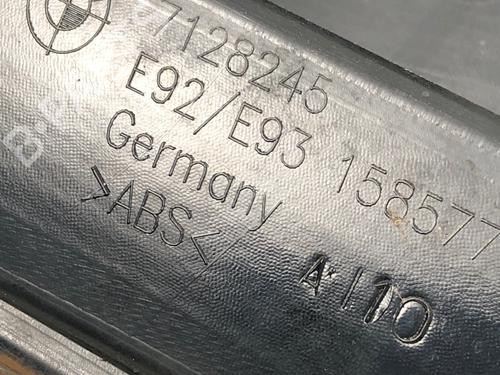 7128245
E92/E93 158577
Germany
>ABS<
A*/10
B-P